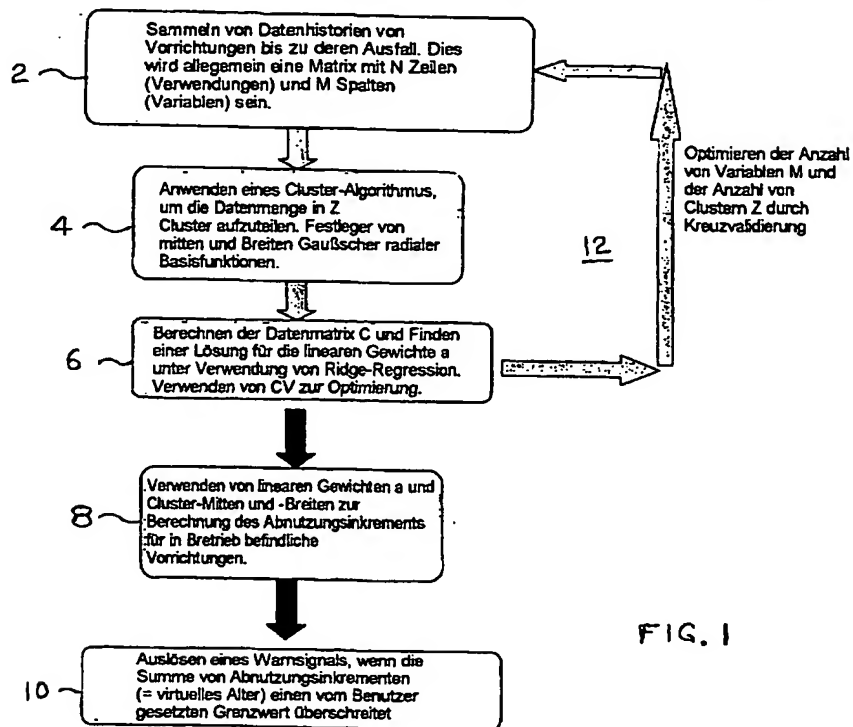 2
Sammeln von Datenhistorien von
Vorrichtungen bis zu deren Ausfall. Dies
wird allegemein eine Matrix mit N Zeilen
(Verwendungen) und M Spalten
(Variablen) sein.
4
Anwenden eines Cluster-Algorithmus,
um die Datenmenge in Z
Cluster aufzuteilen. Festleger von
mitten und Breiten Gaußscher radialer
Basisfunktionen.
12
Optimieren der Anzahl
von Variablen M und
der Anzahl von
Clustern Z durch
Kreuzvalidierung
6
Berechnen der Datenmatrix C und Finden
einer Lösung für die linearen Gewichte a
unter Verwendung von Ridge-Regression.
Verwenden von CV zur Optimierung.
8
Verwenden von linearen Gewichten a und
Cluster-Mitten und -Breiten zur
Berechnung des Abnutzungsinkrements
für in Bretrieb befindliche
Vorrichtungen.
10
Auslösen eines Warnsignals, wenn die
Summe von Abnutzungsinkrementen
(= virtuelles Alter) einen vom Benutzer
gesetzten Grenzwert überschreitet
FIG. 1